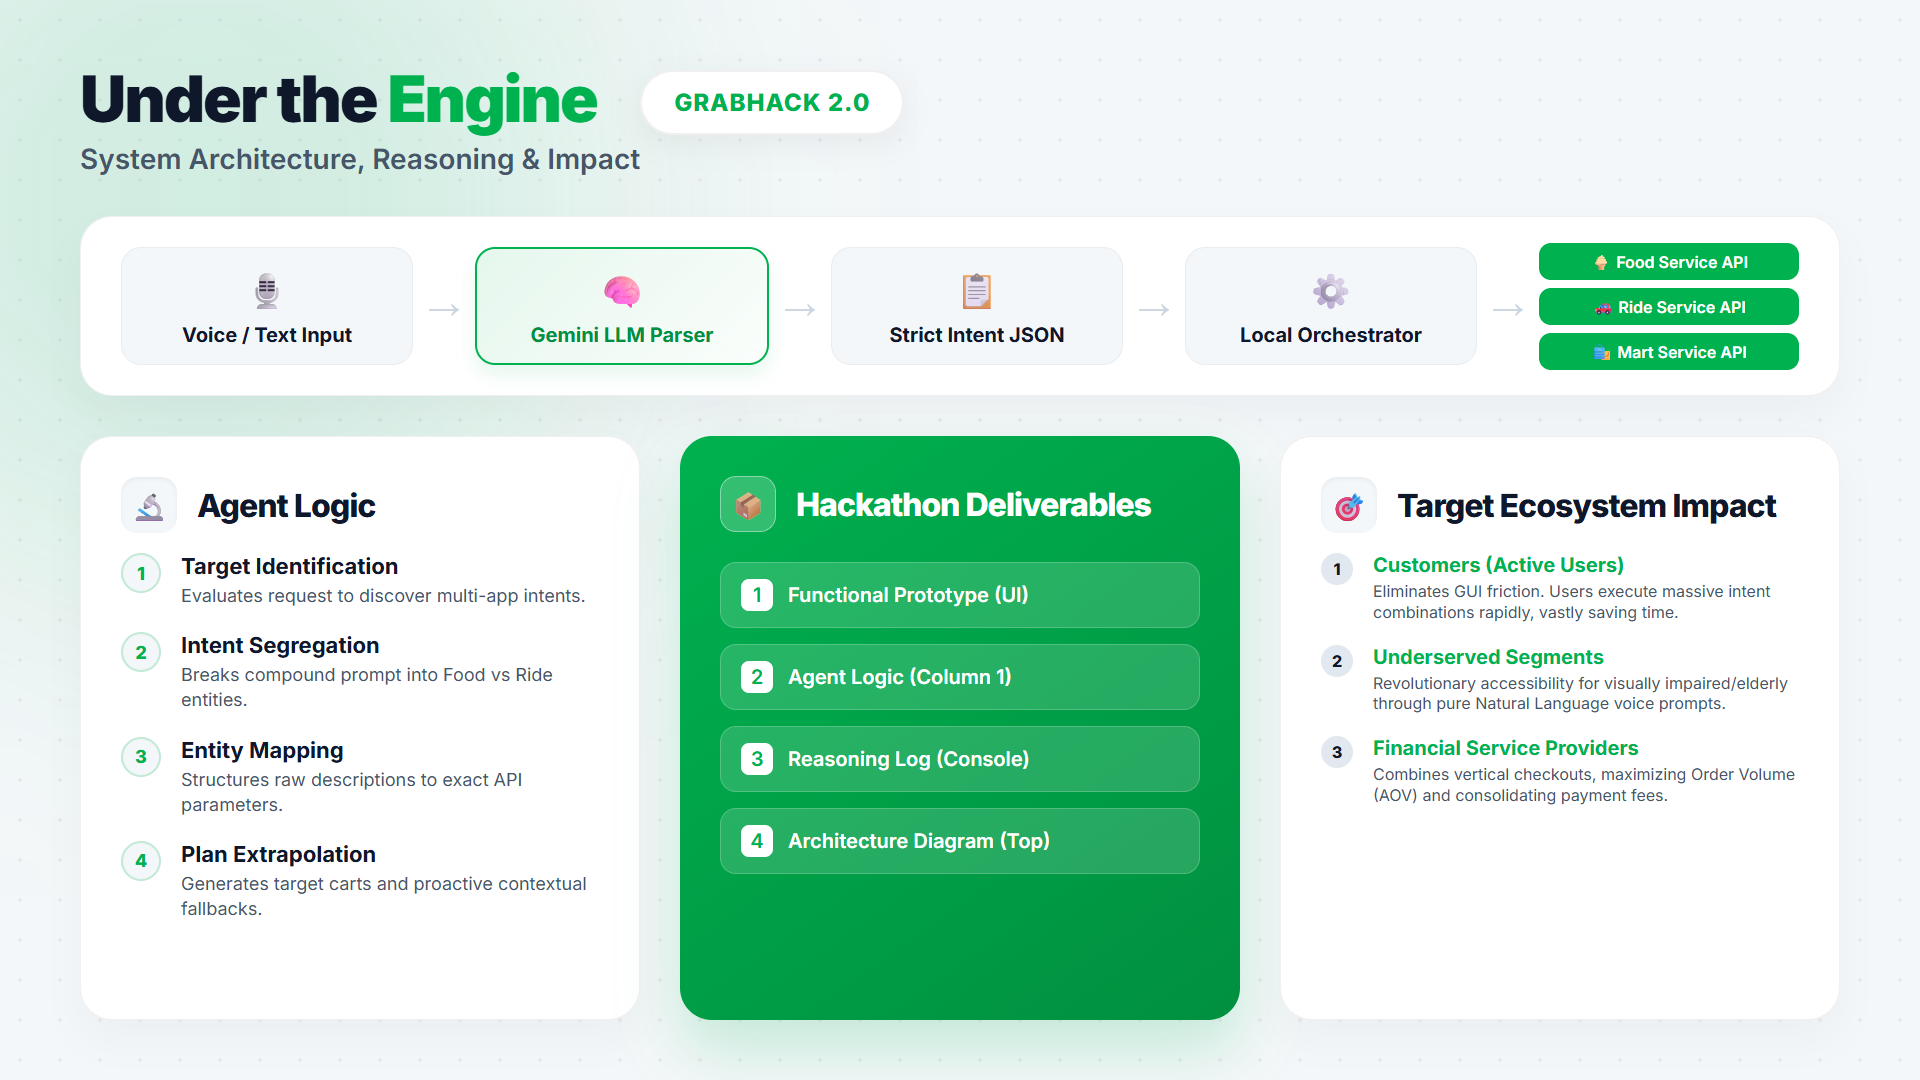 Under the Engine
GRABHACK 2.0
System Architecture, Reasoning & Impact
Voice / Text Input
→
Gemini LLM Parser
→
Strict Intent JSON
→
Local Orchestrator
→
Food Service API
Ride Service API
Mart Service API
Agent Logic
1
Target Identification
Evaluates request to discover multi-app intents.
2
Intent Segregation
Breaks compound prompt into Food vs Ride
entities.
3
Entity Mapping
Structures raw descriptions to exact API
parameters.
4
Plan Extrapolation
Generates target carts and proactive contextual
fallbacks.
Hackathon Deliverables
1 Functional Prototype (UI)
2 Agent Logic (Column 1)
3 Reasoning Log (Console)
4 Architecture Diagram (Top)
Target Ecosystem Impact
1
Customers (Active Users)
Eliminates GUI friction. Users execute massive intent
combinations rapidly, vastly saving time.
2
Underserved Segments
Revolutionary accessibility for visually impaired/elderly
through pure Natural Language voice prompts.
3
Financial Service Providers
Combines vertical checkouts, maximizing Order Volume
(AOV) and consolidating payment fees.